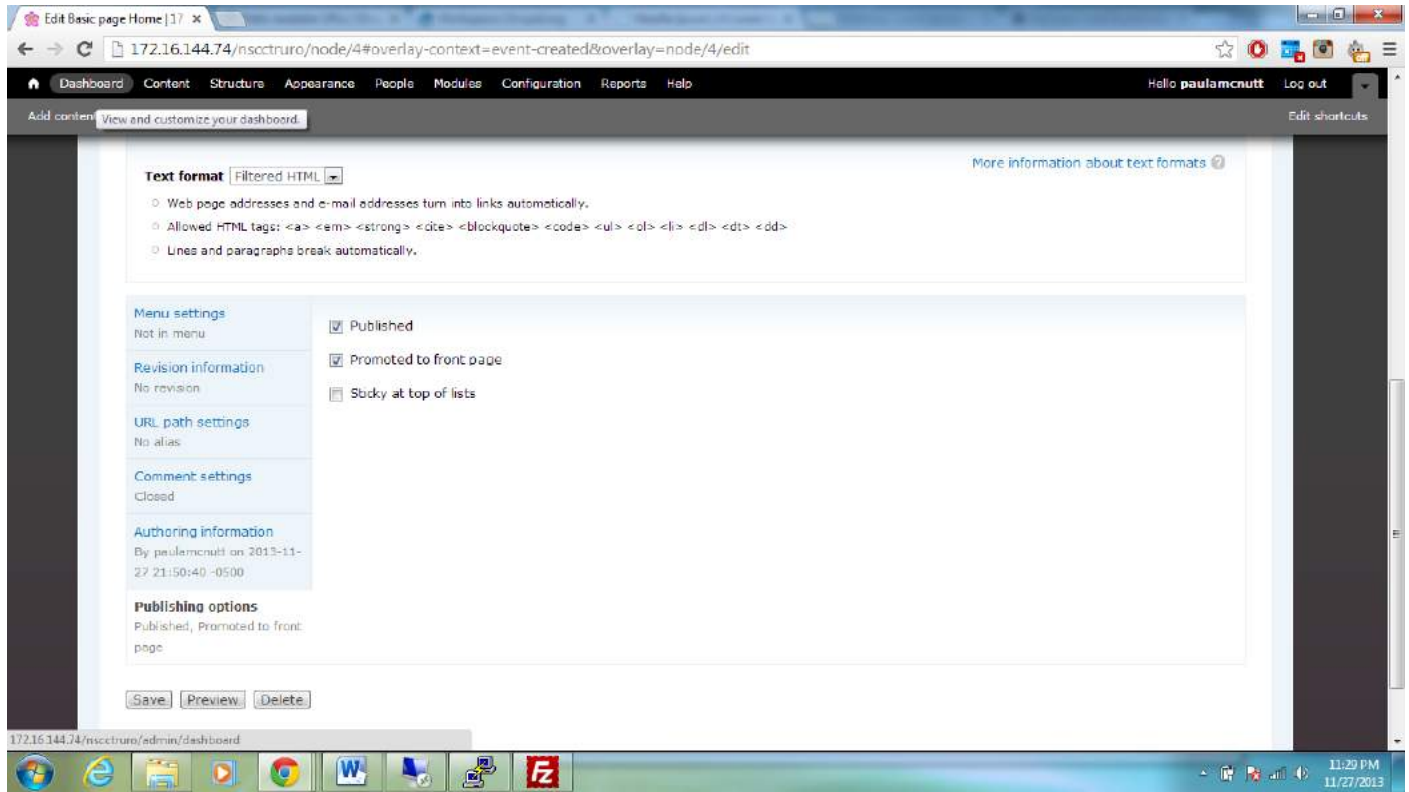 Edit Basic page Home | 17
172.16.144.74/nscctruro/node/4#overlay-context=event-created&overlay=node/4/edit
Dashboard Content Structure Appearance People Modules Configuration Reports Help Hello paulamcnutt Log out
Add content View and customize your dashboard. Edit shortcuts
More information about text formats ?
Text format Filtered HTML
Web page addresses and e-mail addresses turn into links automatically.
Allowed HTML tags: <a> <em> <strong> <cite> <blockquote> <code> <ul> <ol> <li> <dl> <dt> <dd>
Lines and paragraphs break automatically.
Menu settings
Not in menu
Revision information
No revision
URL path settings
No alias
Comment settings
Closed
Authoring information
By paulamcnutt on 2013-11-
27 21:50:40 -0500
Publishing options
Published, Promoted to front
page
Published
Promoted to front page
Sticky at top of lists
Save Preview Delete
172.16.144.74/nscctruro/admin/dashboard
11:29 PM
11/27/2013